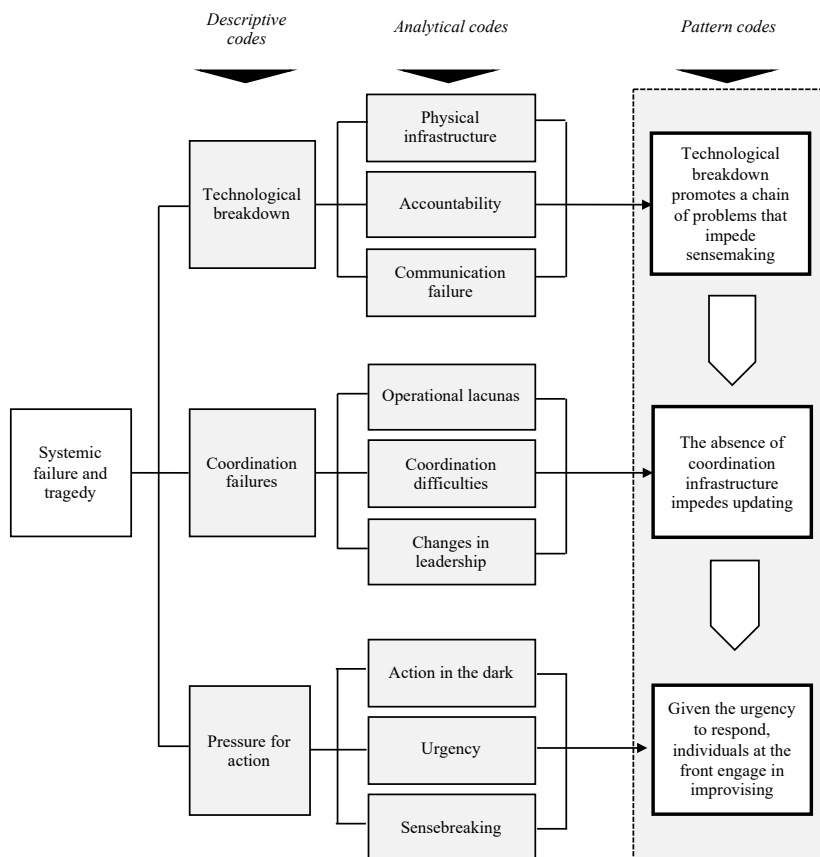 Descriptive
codes
Analytical codes
Pattern codes
Physical
infrastructure
Technological
breakdown
Accountability
Communication
failure
Technological
breakdown
promotes a chain
of problems that
impede
sensemaking
Systemic
failure and
tragedy
Coordination
failures
Operational lacunas
Coordination
difficulties
Changes in
leadership
The absence of
coordination
infrastructure
impedes updating
Pressure for
action
Action in the dark
Urgency
Sensebreaking
Given the urgency
to respond,
individuals at the
front engage in
improvising